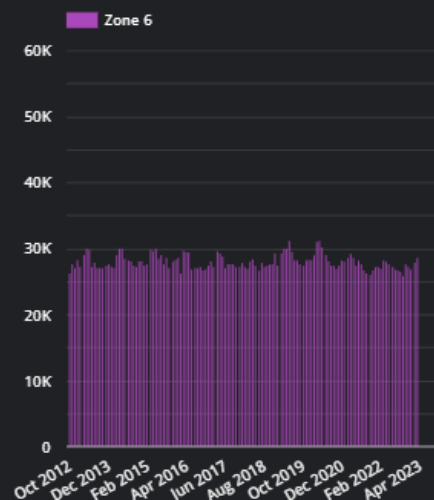 Zone 6
60K
50K
40K
30K
20K
10K
0
Oct 2012
Dec 2013
Feb 2015
Apr 2016
Jun 2017
Aug 2018
Oct 2019
Dec 2020
Feb 2022
Apr 2023